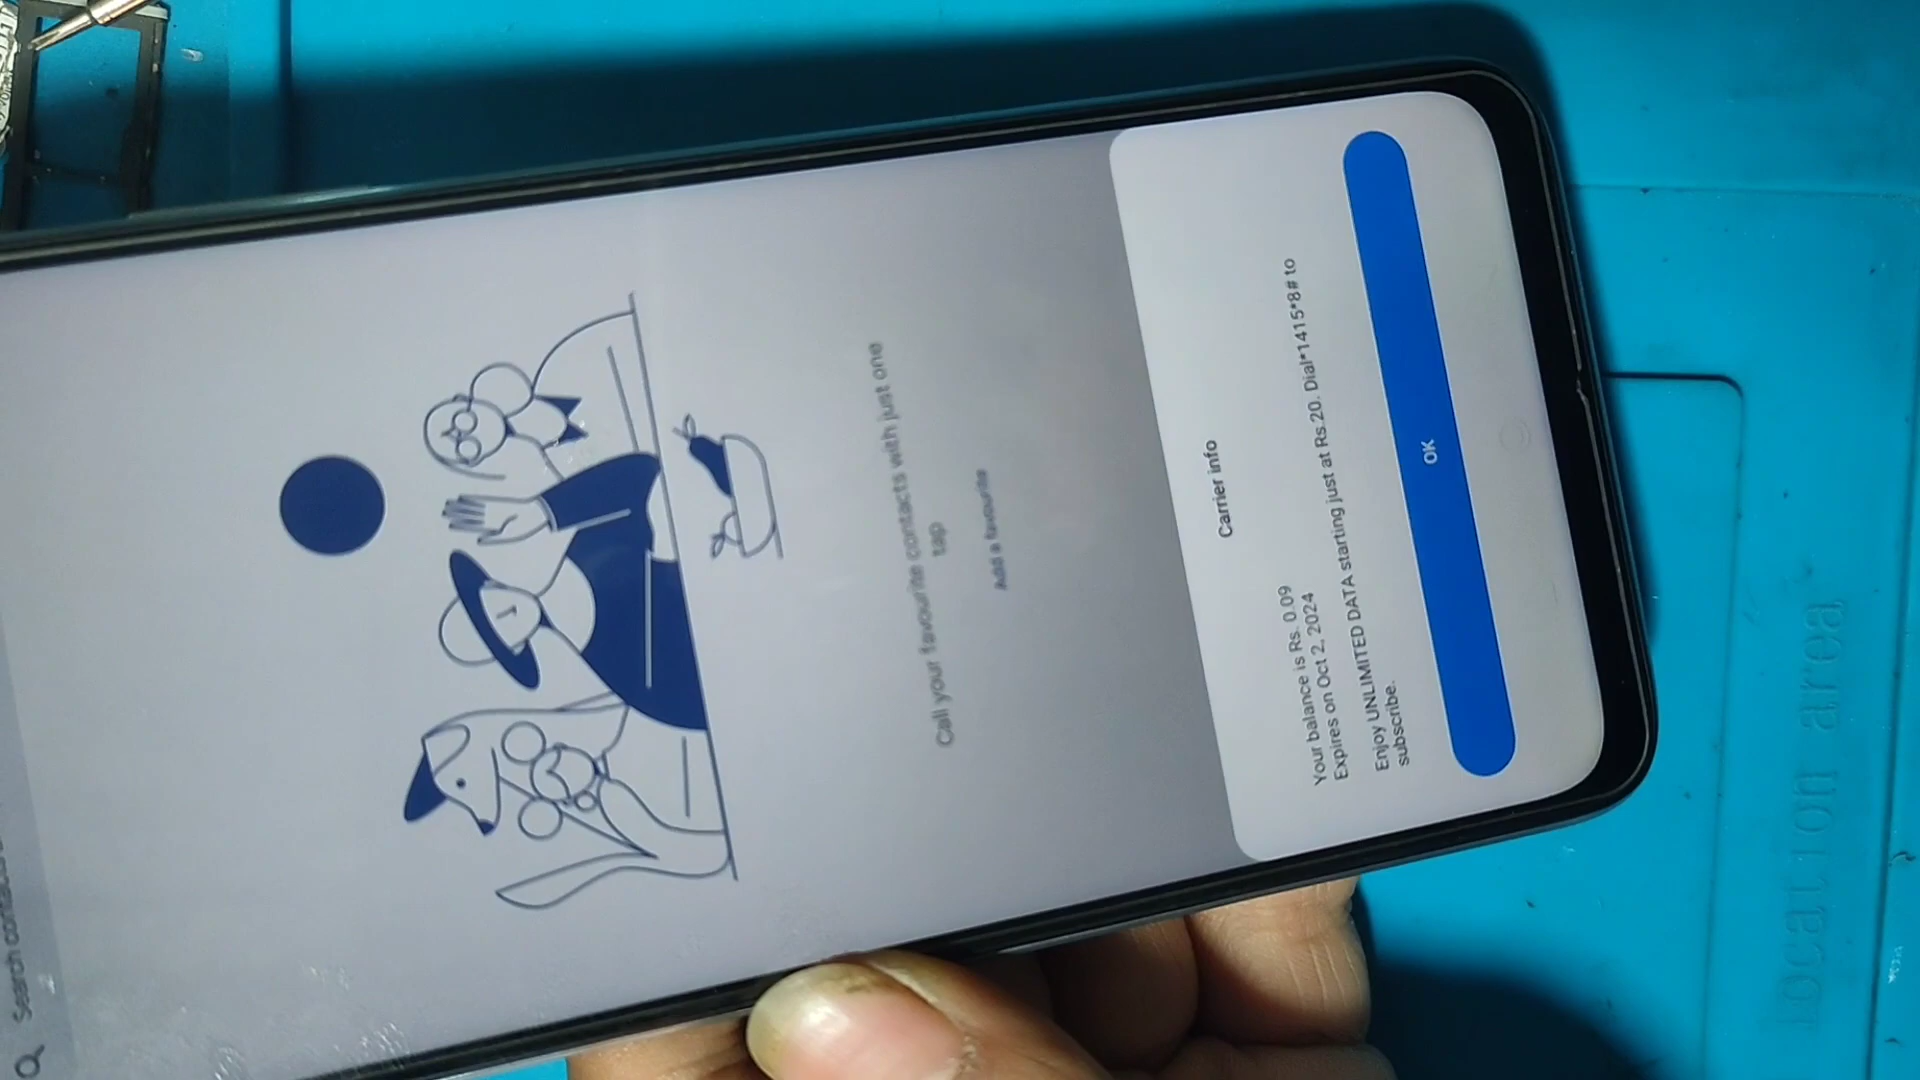 Search contacts
Call your favourite contacts with just one
tap
Add a favourite
Carrier info
Your balance is Rs. 0.09
Expires on Oct 2, 2024
Enjoy UNLIMITED DATA starting just at Rs.20. Dial*1415*8# to
subscribe.
OK
location area